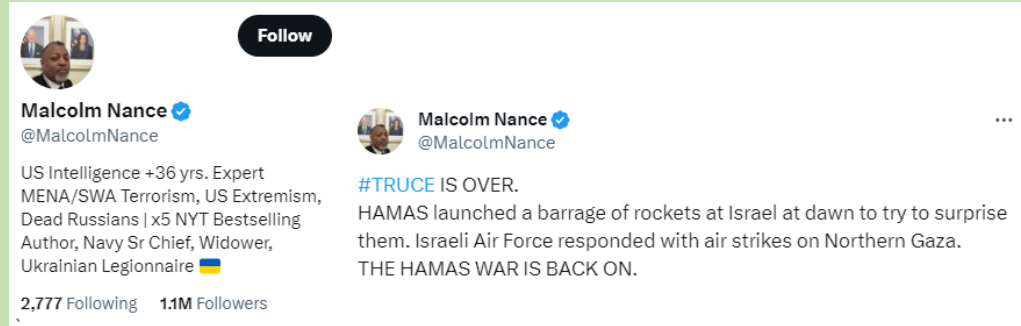 Follow
Malcolm Nance
@MalcolmNance
US Intelligence +36 yrs. Expert
MENA/SWA Terrorism, US Extremism,
Dead Russians | x5 NYT Bestselling
Author, Navy Sr Chief, Widower,
Ukrainian Legionnaire 🇺🇦
2,777 Following 1.1M Followers
Malcolm Nance
@MalcolmNance
#TRUCE IS OVER.
HAMAS launched a barrage of rockets at Israel at dawn to try to surprise
them. Israeli Air Force responded with air strikes on Northern Gaza.
THE HAMAS WAR IS BACK ON.